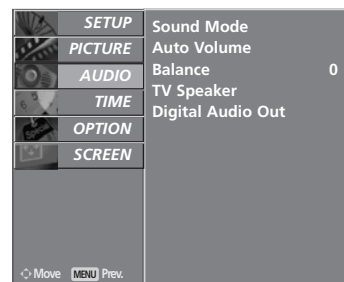 SETUP
PICTURE
AUDIO
TIME
OPTION
SCREEN
Sound Mode
Auto Volume
Balance 0
TV Speaker
Digital Audio Out
Move MENU Prev.